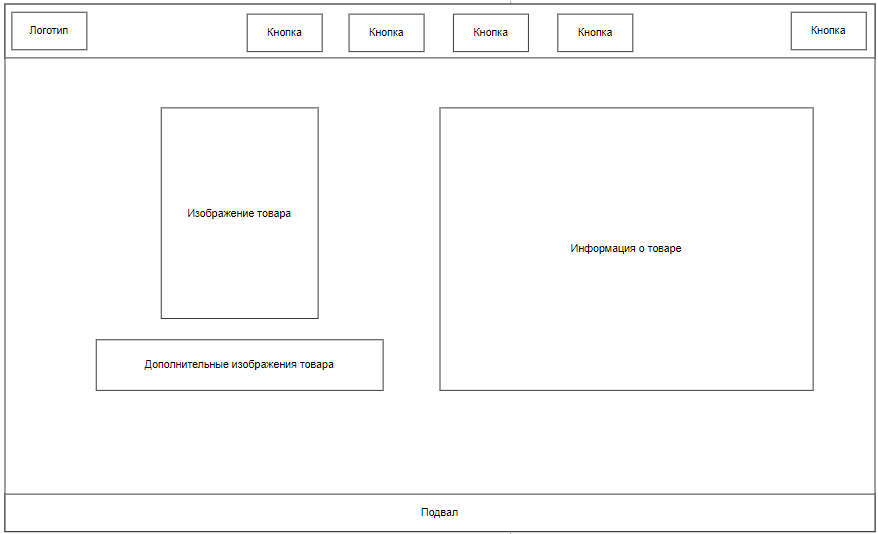 Логотип
Кнопка
Кнопка
Кнопка
Кнопка
Кнопка
Изображение товара
Информация о товаре
Дополнительные изображения товара
Подвал